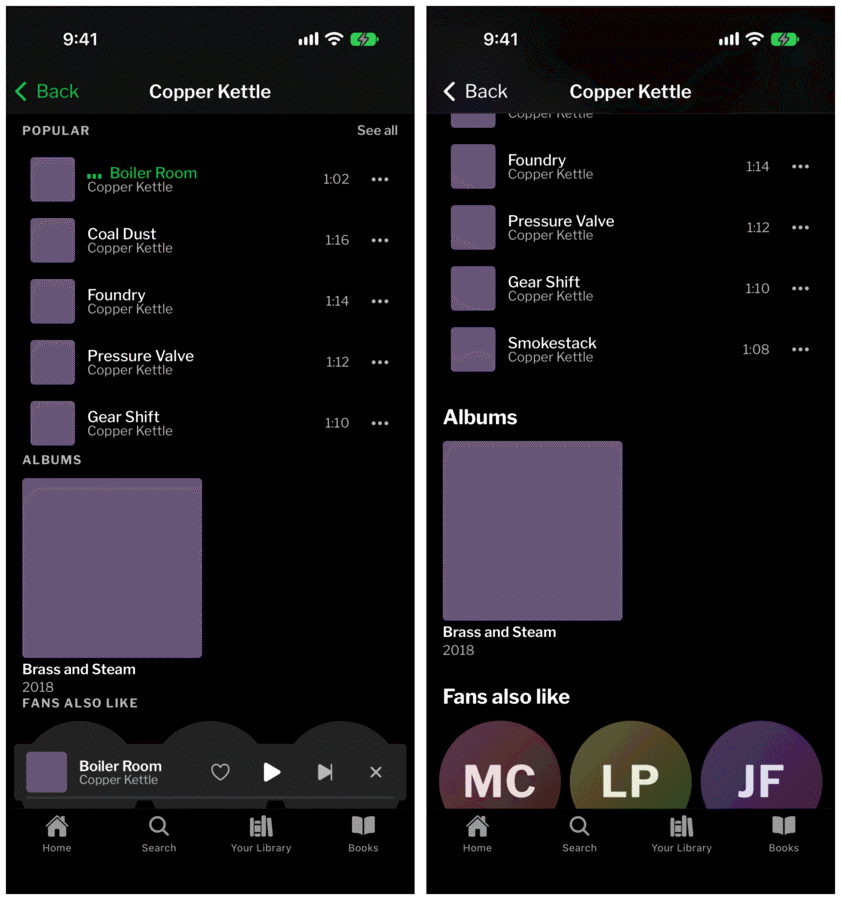 9:41
Back Copper Kettle
POPULAR See all
Boiler Room
Copper Kettle
1:02
Coal Dust
Copper Kettle
1:16
Foundry
Copper Kettle
1:14
Pressure Valve
Copper Kettle
1:12
Gear Shift
Copper Kettle
1:10
ALBUMS
Brass and Steam
2018
FANS ALSO LIKE
Boiler Room
Copper Kettle
Home Search Your Library Books
9:41
Back Copper Kettle
Copper Kettle
Foundry
Copper Kettle
1:14
Pressure Valve
Copper Kettle
1:12
Gear Shift
Copper Kettle
1:10
Smokestack
Copper Kettle
1:08
Albums
Brass and Steam
2018
Fans also like
MC LP JF
Home Search Your Library Books